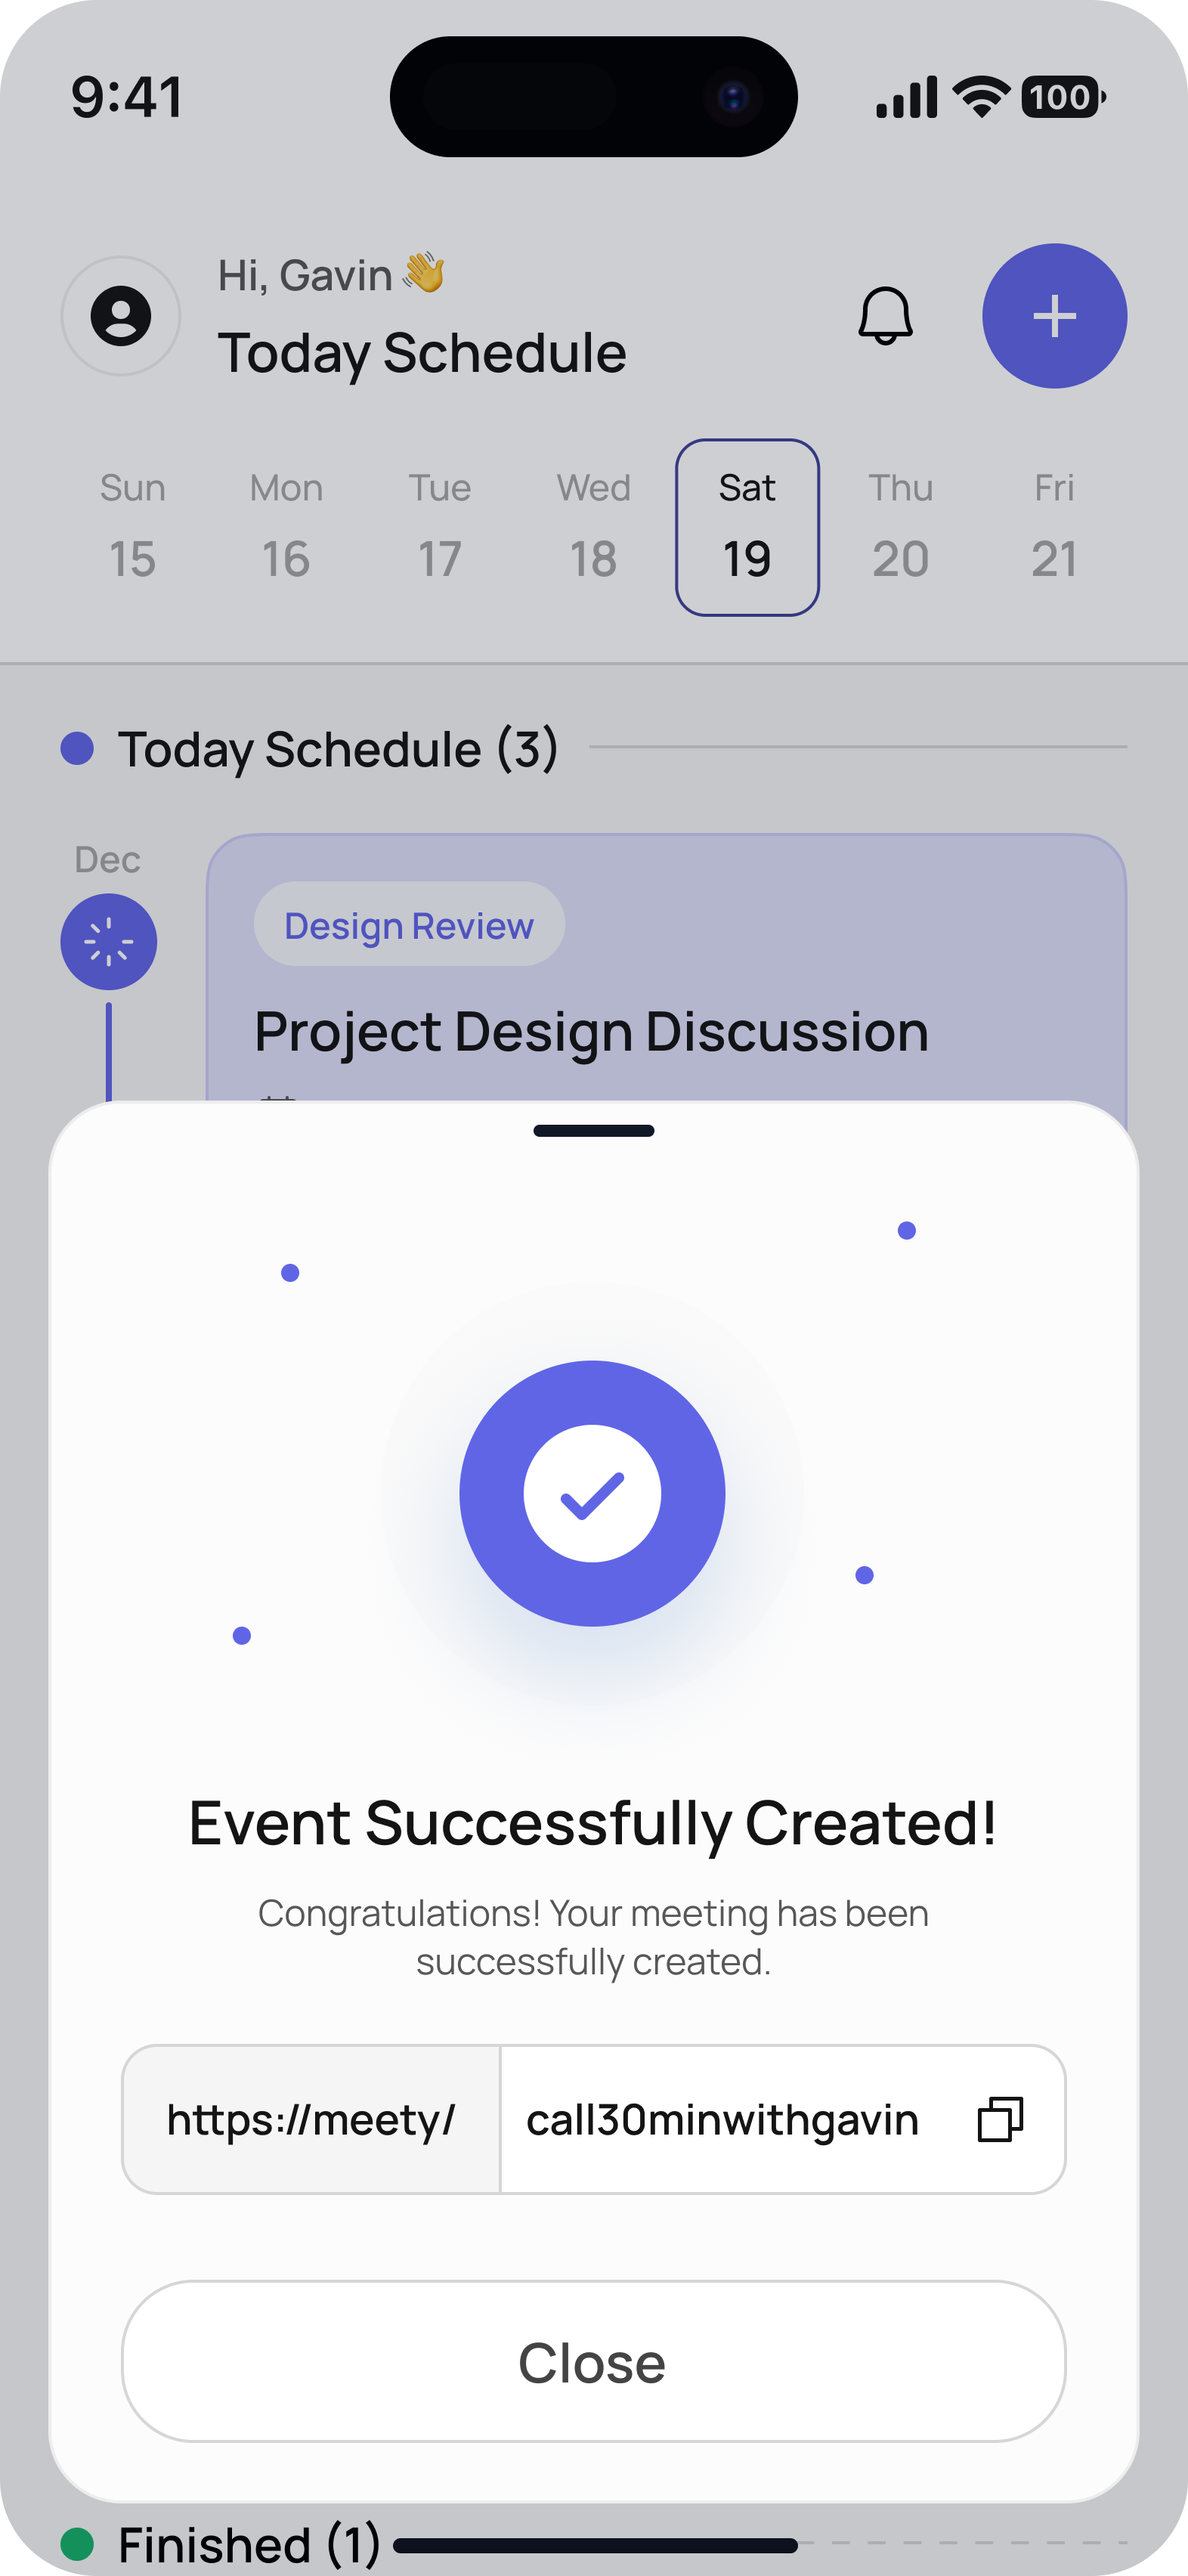 9:41
100
Hi, Gavin 👋
Today Schedule
Sun Mon Tue Wed Sat Thu Fri
15 16 17 18 19 20 21
Today Schedule (3)
Dec
Design Review
Project Design Discussion
Event Successfully Created!
Congratulations! Your meeting has been
successfully created.
https://meety/ call30minwithgavin
Close
Finished (1)